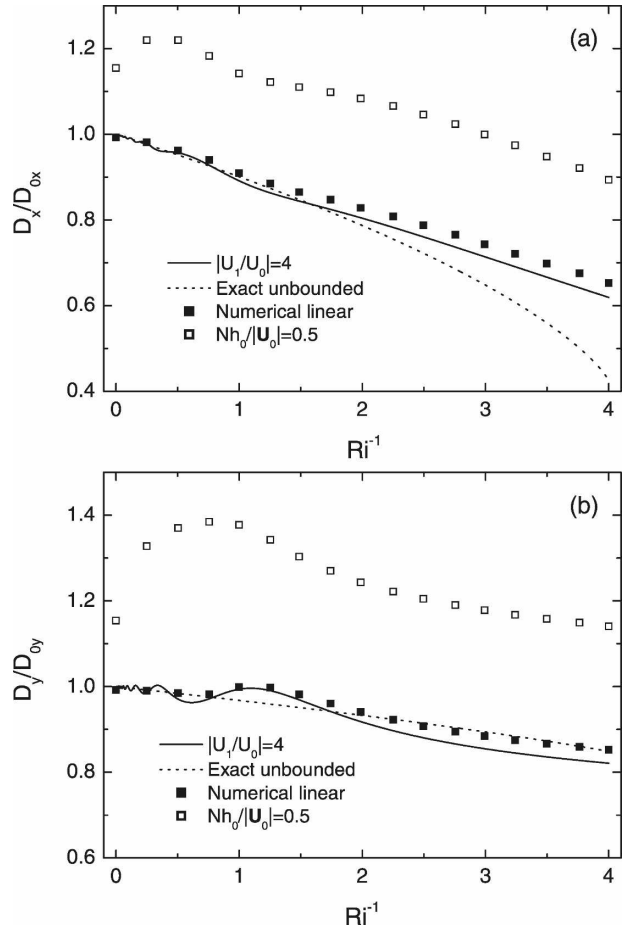 (a)
1.2
1.0
0.8
0.6
0.4
D_x/D_0x
|U_1/U_0|=4
Exact unbounded
Numerical linear
Nh_0/|U_0|=0.5
0 1 2 3 4
Ri^-1
(b)
1.4
1.2
1.0
0.8
0.6
D_y/D_0y
|U_1/U_0|=4
Exact unbounded
Numerical linear
Nh_0/|U_0|=0.5
0 1 2 3 4
Ri^-1